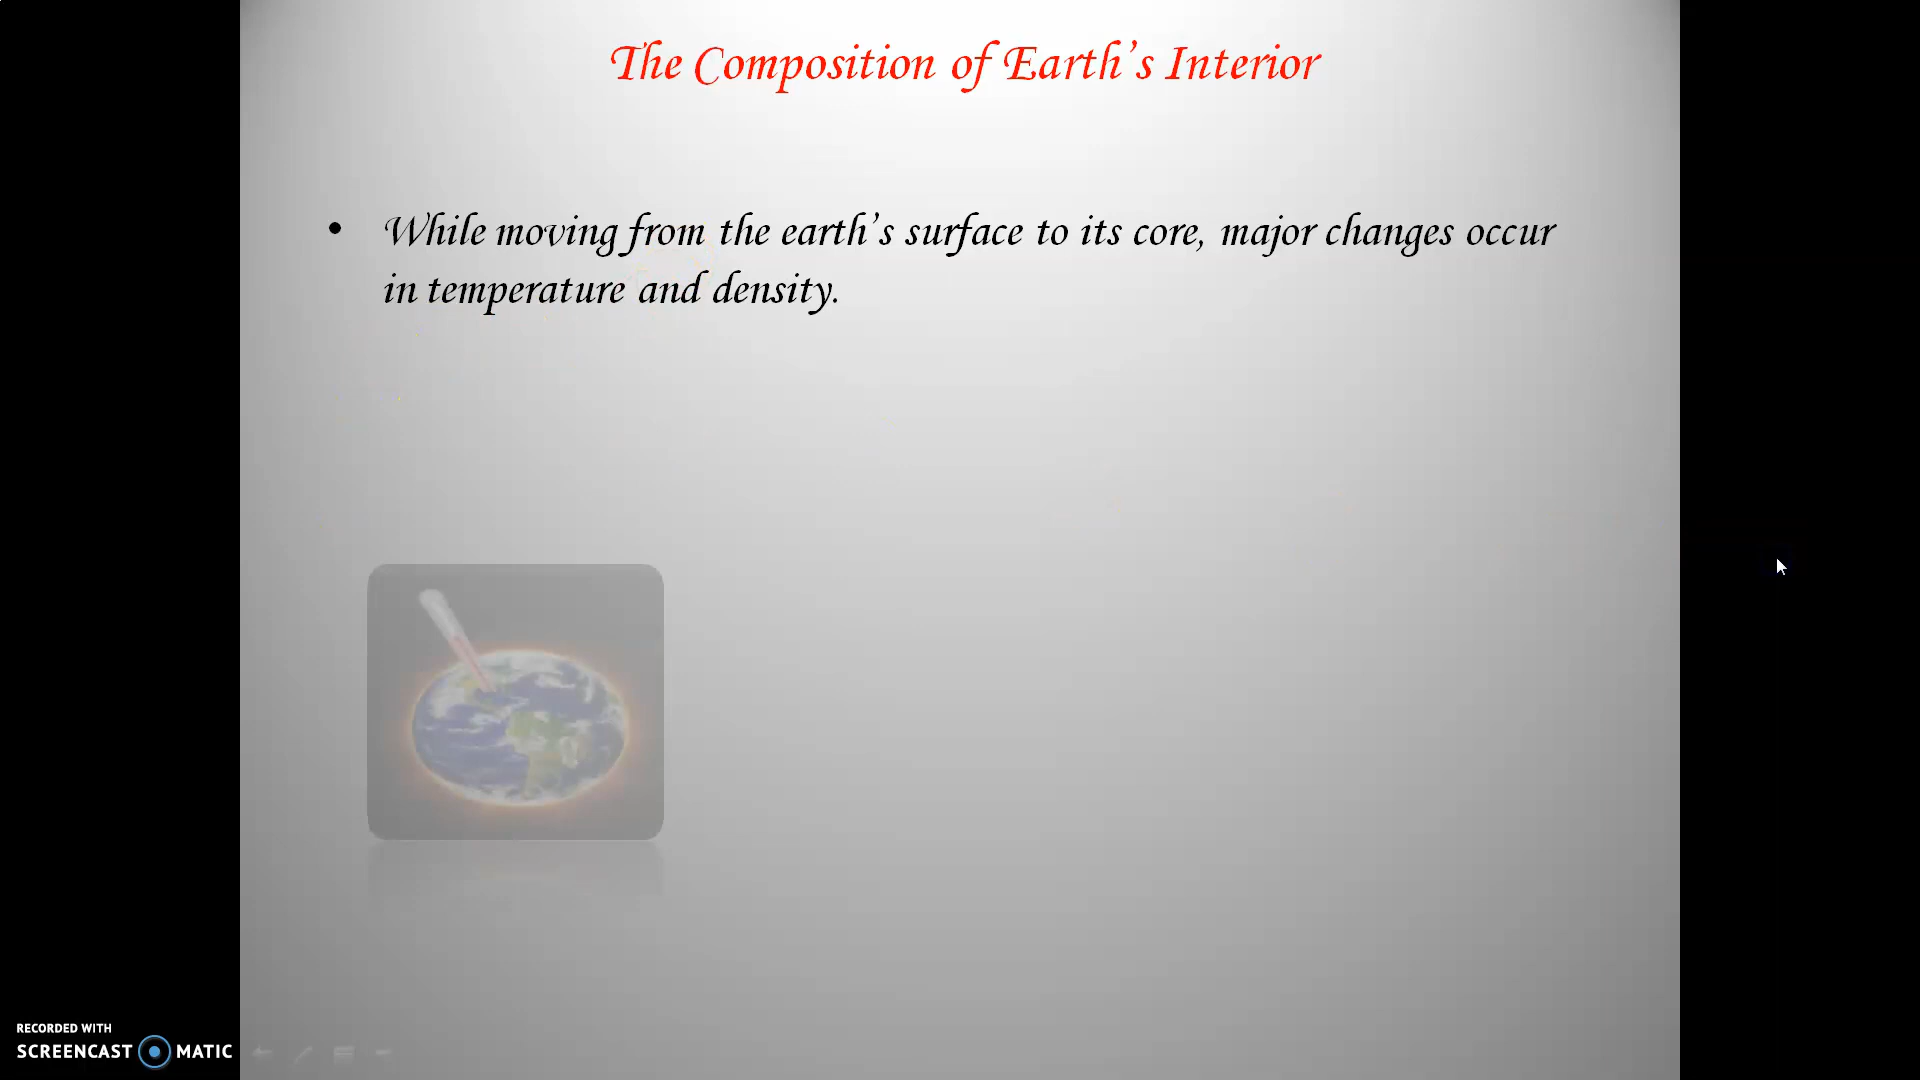 The Composition of Earth's Interior
• While moving from the earth's surface to its core, major changes occur
in temperature and density.
RECORDED WITH
SCREENCAST MATIC